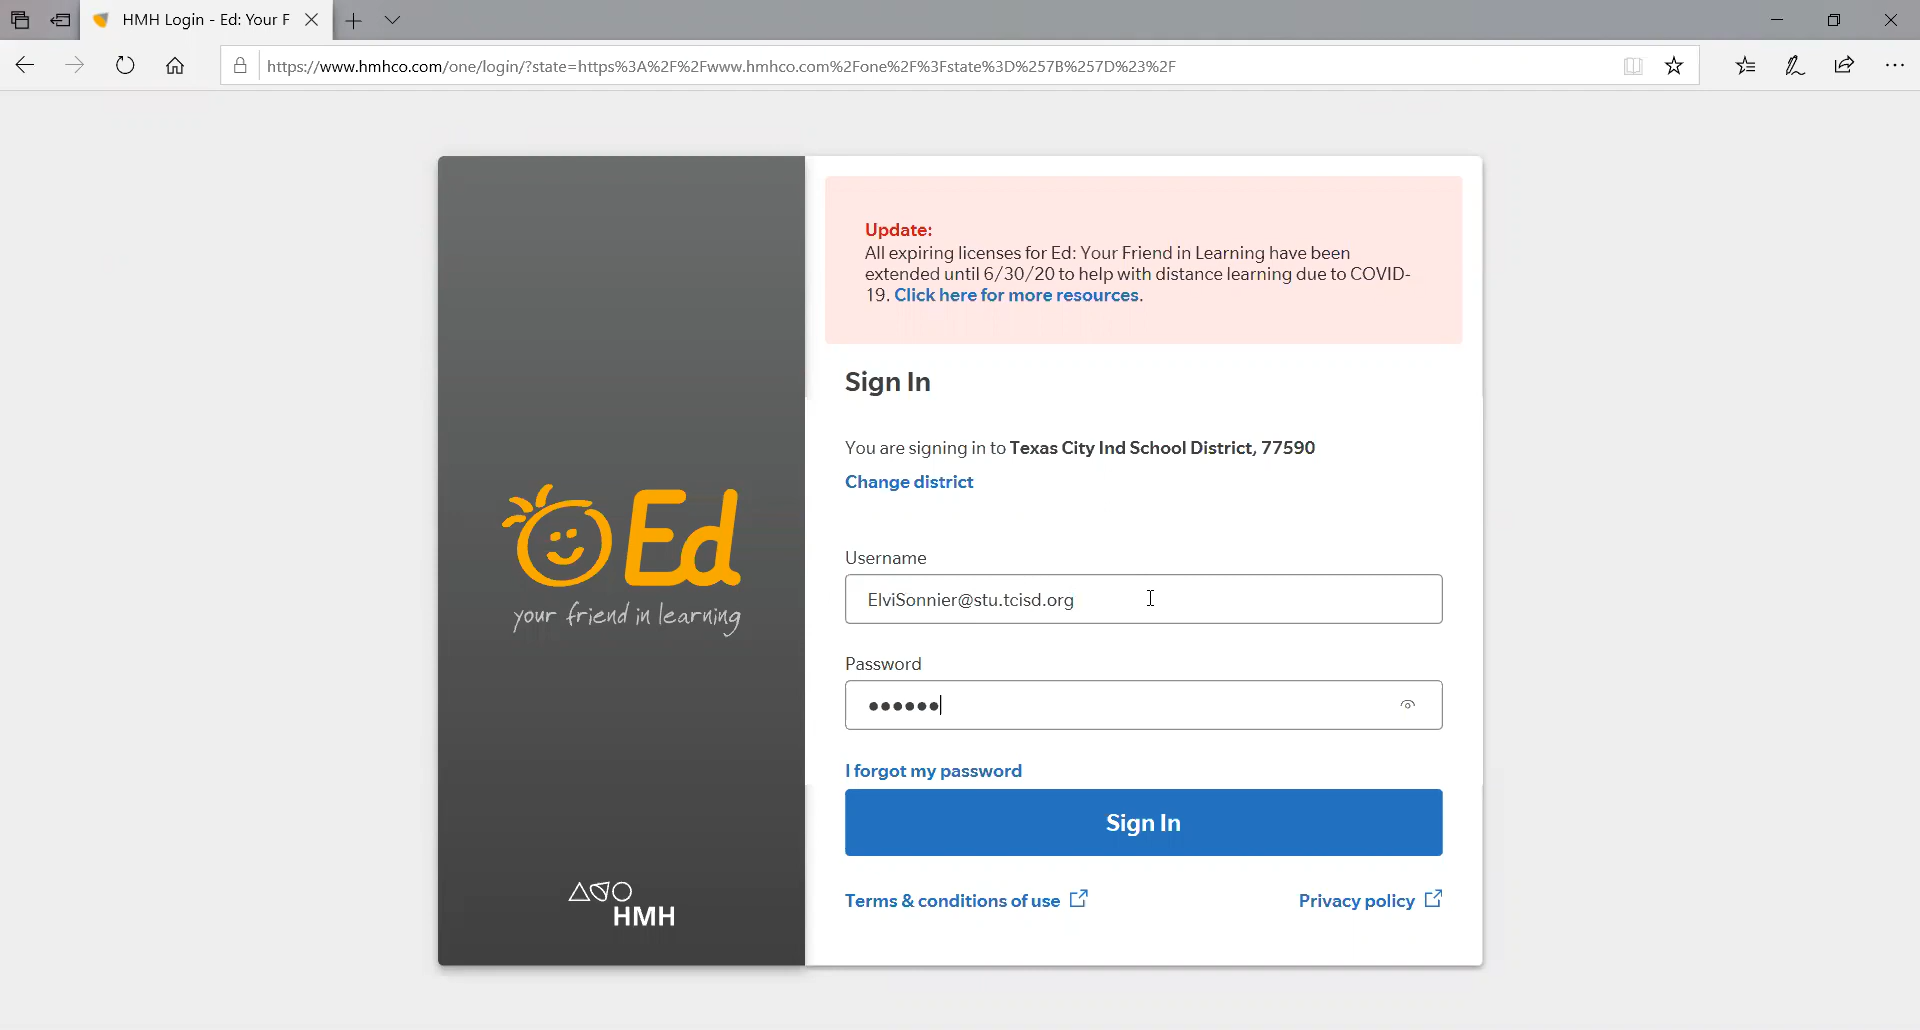 HMH Login - Ed: Your F
https://www.hmhco.com/one/login/?state=https%3A%2F%2Fwww.hmhco.com%2Fone%2F%3Fstate%3D%257B%257D%23%2F
Update:
All expiring licenses for Ed: Your Friend in Learning have been
extended until 6/30/20 to help with distance learning due to COVID-
19. Click here for more resources.
Sign In
You are signing in to Texas City Ind School District, 77590
Change district
Username
ElviSonnier@stu.tcisd.org
Password
●●●●●●
I forgot my password
Sign In
Terms & conditions of use
Privacy policy
Ed
your friend in learning
HMH